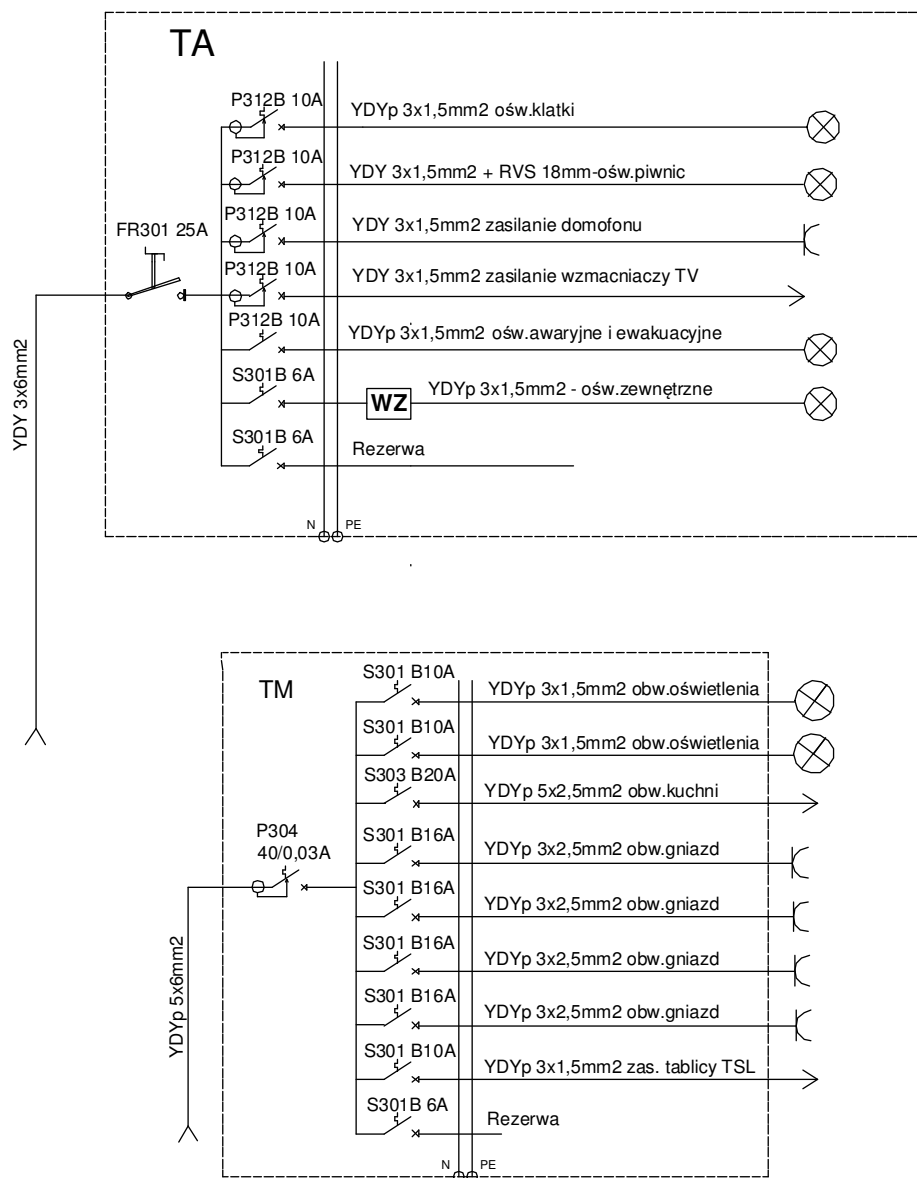 TA
P312B 10A
YDYp 3x1,5mm2 ośw.klatki
P312B 10A
YDY 3x1,5mm2 + RVS 18mm-ośw.piwnic
P312B 10A
YDY 3x1,5mm2 zasilanie domofonu
FR301 25A
P312B 10A
YDY 3x1,5mm2 zasilanie wzmacniaczy TV
P312B 10A
YDYp 3x1,5mm2 ośw.awaryjne i ewakuacyjne
S301B 6A
WZ
YDYp 3x1,5mm2 - ośw.zewnętrzne
S301B 6A
Rezerwa
YDY 3x6mm2
N
PE
TM
S301 B10A
YDYp 3x1,5mm2 obw.oświetlenia
S301 B10A
YDYp 3x1,5mm2 obw.oświetlenia
S303 B20A
YDYp 5x2,5mm2 obw.kuchni
P304
40/0,03A
S301 B16A
YDYp 3x2,5mm2 obw.gniazd
S301 B16A
YDYp 3x2,5mm2 obw.gniazd
S301 B16A
YDYp 3x2,5mm2 obw.gniazd
S301 B16A
YDYp 3x2,5mm2 obw.gniazd
YDYp 5x6mm2
S301 B10A
YDYp 3x1,5mm2 zas. tablicy TSL
S301B 6A
Rezerwa
N
PE